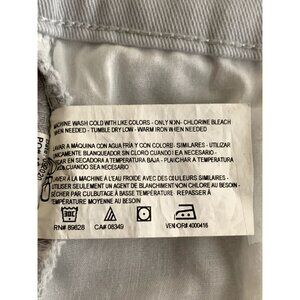 MACHINE WASH COLD WITH LIKE COLORS - ONLY NON- CHLORINE BLEACH
WHEN NEEDED - TUMBLE DRY LOW - WARM IRON WHEN NEEDED
LAVAR A MÁQUINA CON AGUA FRÍA Y CON COLORES SIMILARES - UTILIZAR
ÚNICAMENTE BLANQUEADOR SIN CLORO CUANDO SEA NECESARIO -
SECAR EN SECADORA A TEMPERATURA BAJA - PLANCHAR A TEMPERATURA
TIBIA CUANDO SEA NECESARIO
LAVER À LA MACHINE À L'EAU FROIDE AVEC DES COULEURS SIMILAIRES -
UTILISER SEULEMENT UN AGENT DE BLANCHIMENT NON CHLORÉ AU BESOIN -
SÉCHER PAR CULBUTAGE À BASSE TEMPÉRATURE REPASSER À
TEMPÉRATURE MOYENNE AU BESOIN
RN# 89628 CA# 08349 VEN# 4000416